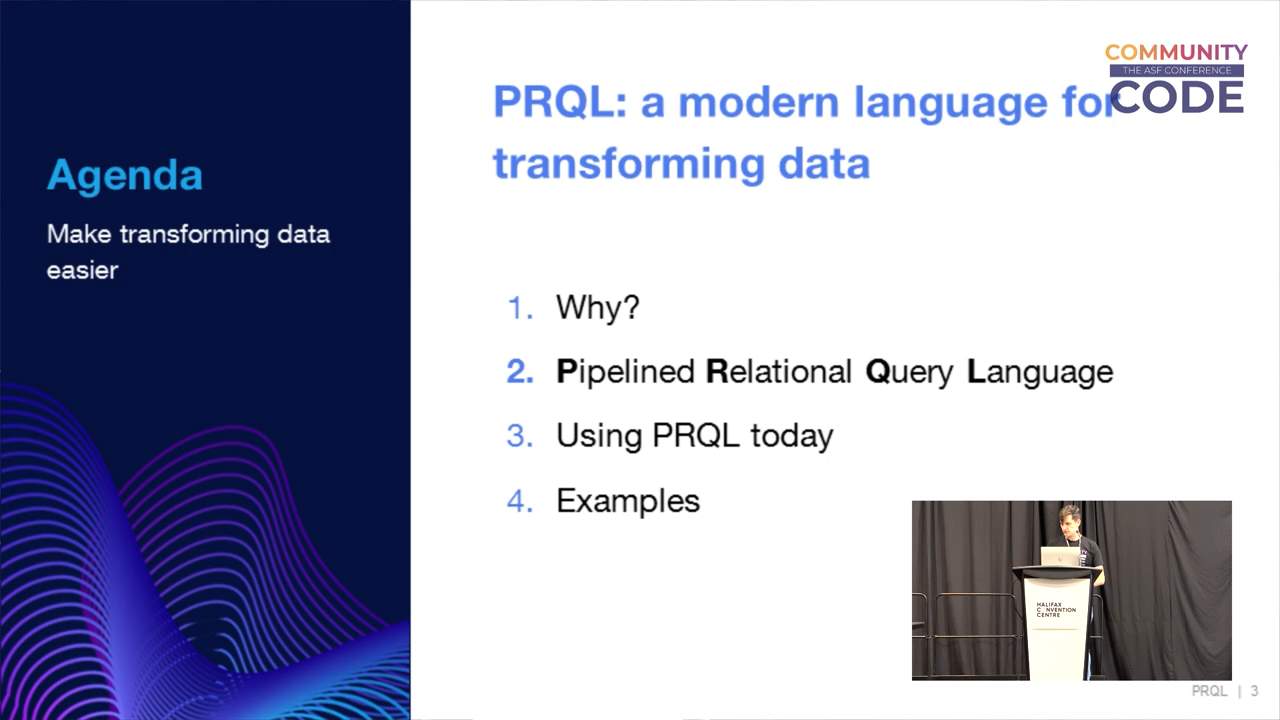 COMMUNITY
THE ASF CONFERENCE
CODE
Agenda
Make transforming data
easier
PRQL: a modern language for
transforming data
1. Why?
2. Pipelined Relational Query Language
3. Using PRQL today
4. Examples
HALIFAX
C NVENTION
CENTRE
PRQL | 3